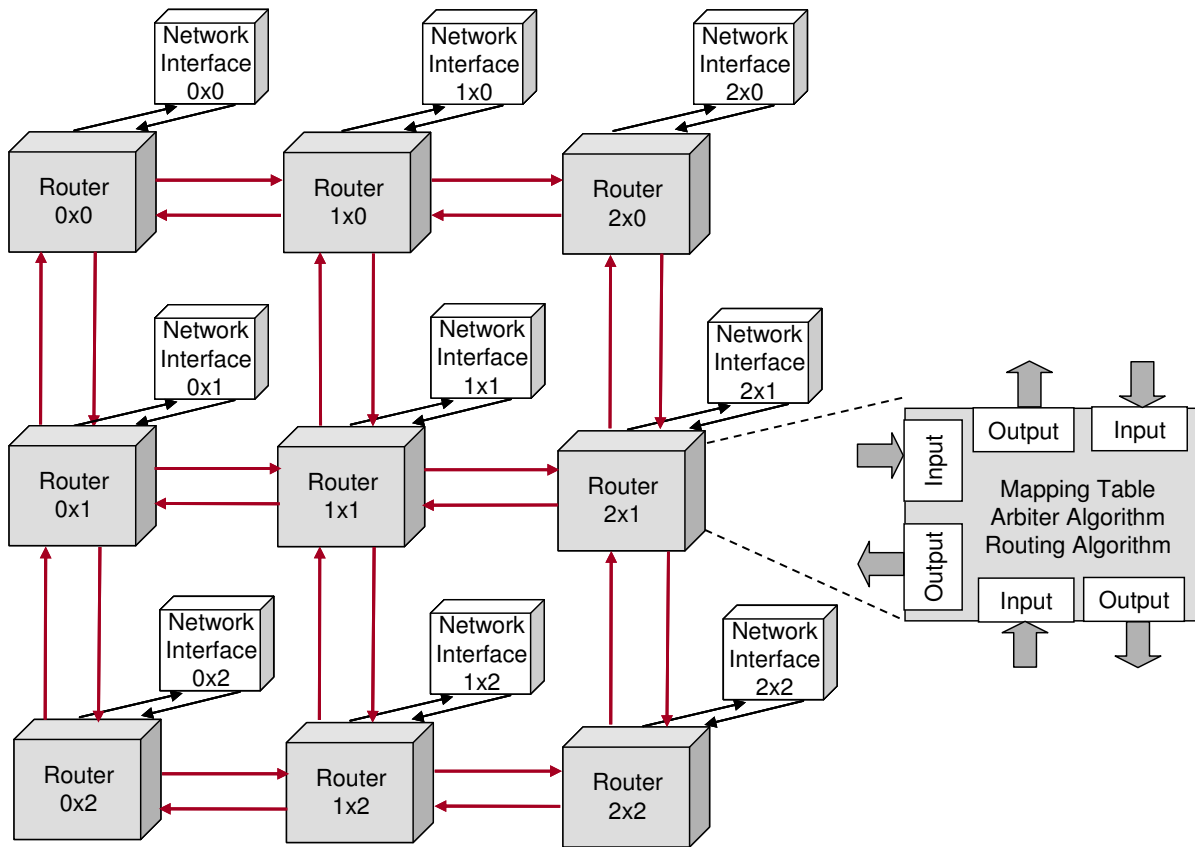 Network
Interface
0x0
Network
Interface
1x0
Network
Interface
2x0
Router
0x0
Router
1x0
Router
2x0
Network
Interface
0x1
Network
Interface
1x1
Network
Interface
2x1
Router
0x1
Router
1x1
Router
2x1
Output
Input
Input
Mapping Table
Arbiter Algorithm
Routing Algorithm
Output
Input
Output
Network
Interface
0x2
Network
Interface
1x2
Network
Interface
2x2
Router
0x2
Router
1x2
Router
2x2